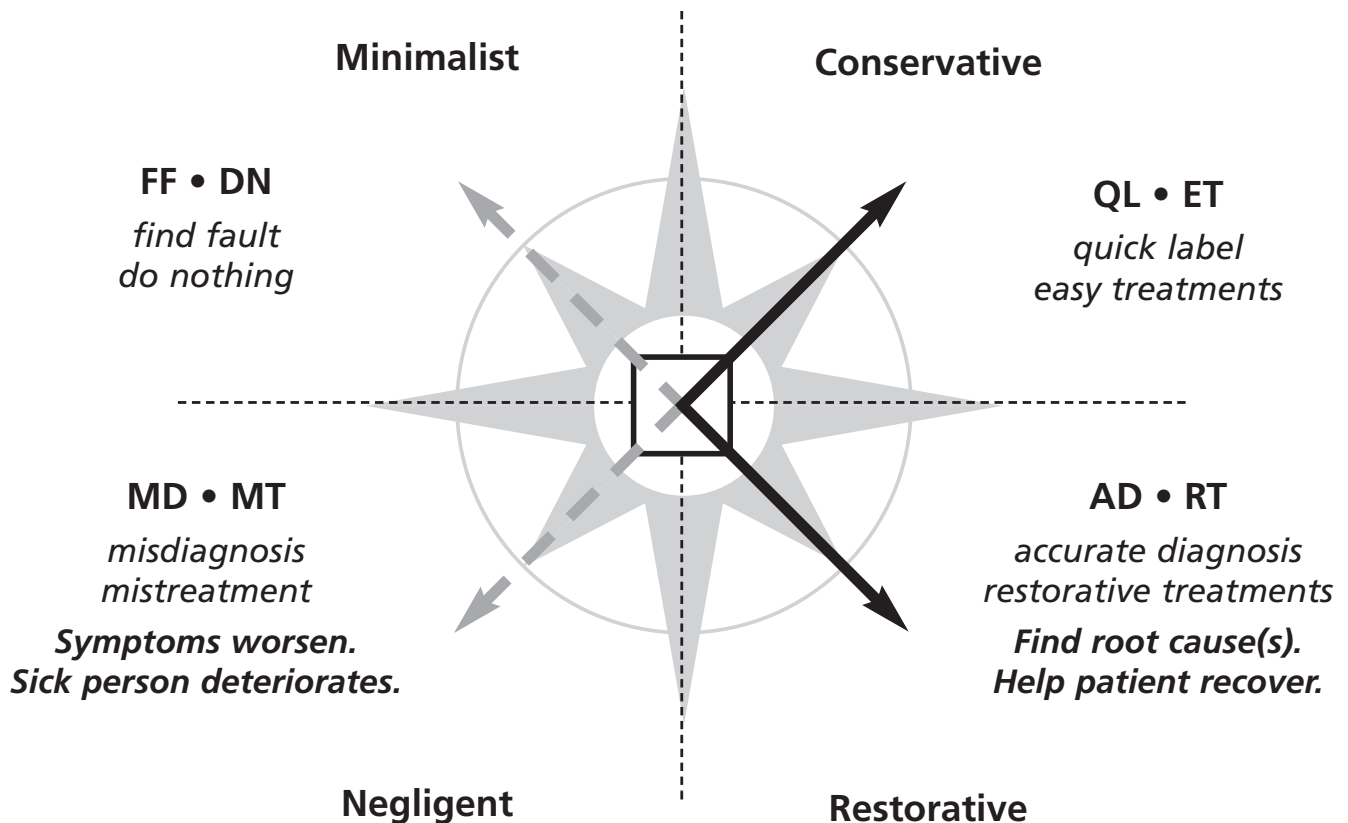 Minimalist
Conservative
FF • DN
find fault
do nothing
QL • ET
quick label
easy treatments
MD • MT
misdiagnosis
mistreatment
Symptoms worsen.
Sick person deteriorates.
AD • RT
accurate diagnosis
restorative treatments
Find root cause(s).
Help patient recover.
Negligent
Restorative